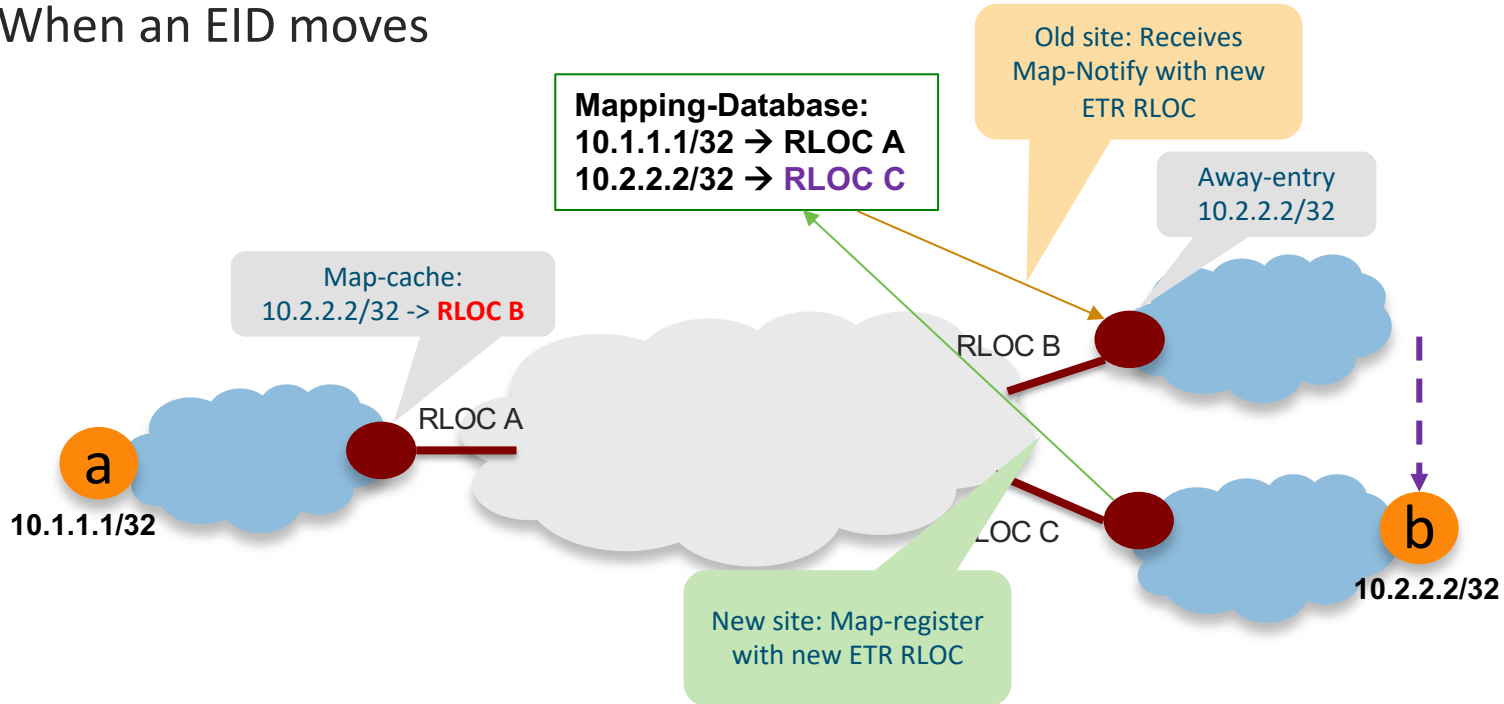 When an EID moves
Old site: Receives
Map-Notify with new
ETR RLOC
Mapping-Database:
10.1.1.1/32 → RLOC A
10.2.2.2/32 → RLOC C
Away-entry
10.2.2.2/32
Map-cache:
10.2.2.2/32 -> RLOC B
RLOC B
RLOC A
a
10.1.1.1/32
LOC C
b
10.2.2.2/32
New site: Map-register
with new ETR RLOC